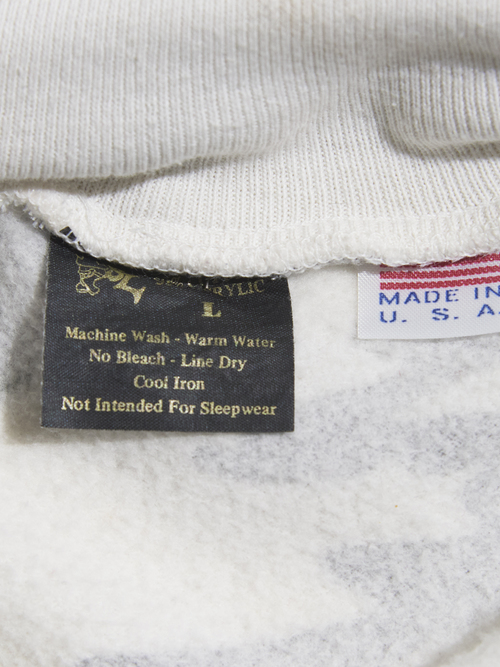 L
Machine Wash - Warm Water
No Bleach - Line Dry
Cool Iron
Not Intended For Sleepwear
MADE IN
U. S. A.